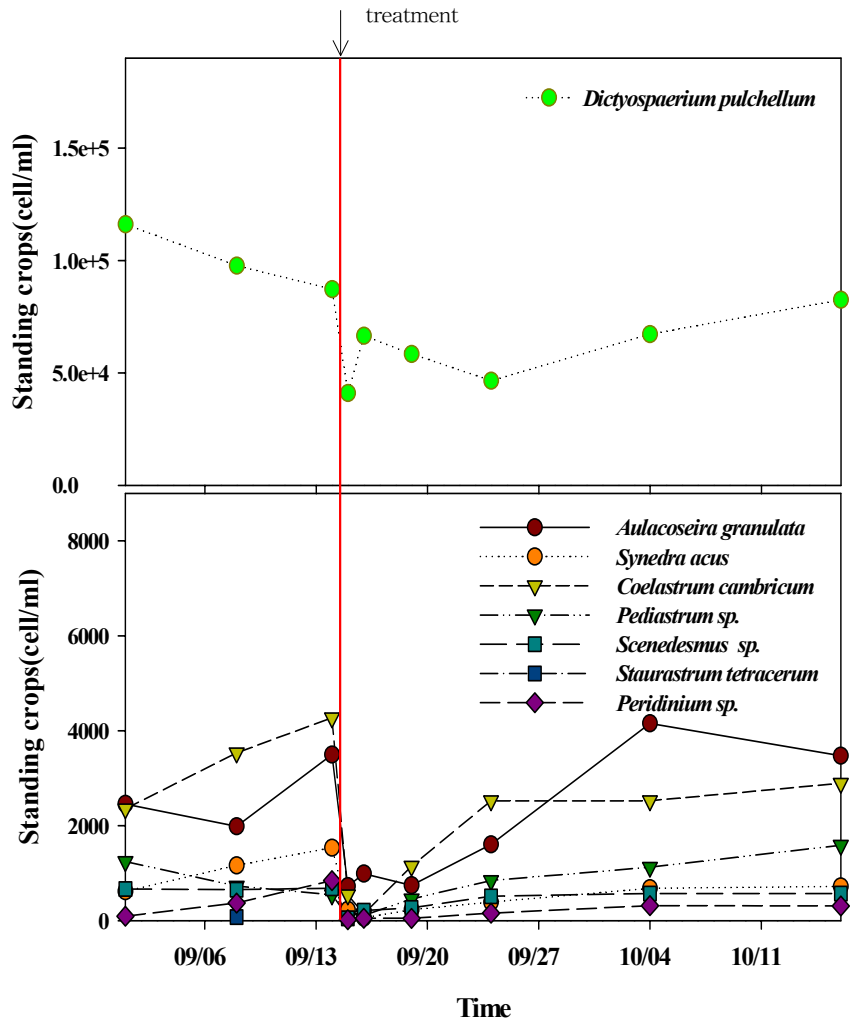 treatment
Dictyospaerium pulchellum
Standing crops(cell/ml)
1.5e+5
1.0e+5
5.0e+4
0.0
Aulacoseira granulata
Synedra acus
Coelastrum cambricum
Pediastrum sp.
Scenedesmus sp.
Staurastrum tetracerum
Peridinium sp.
Standing crops(cell/ml)
8000
6000
4000
2000
0
09/06 09/13 09/20 09/27 10/04 10/11
Time